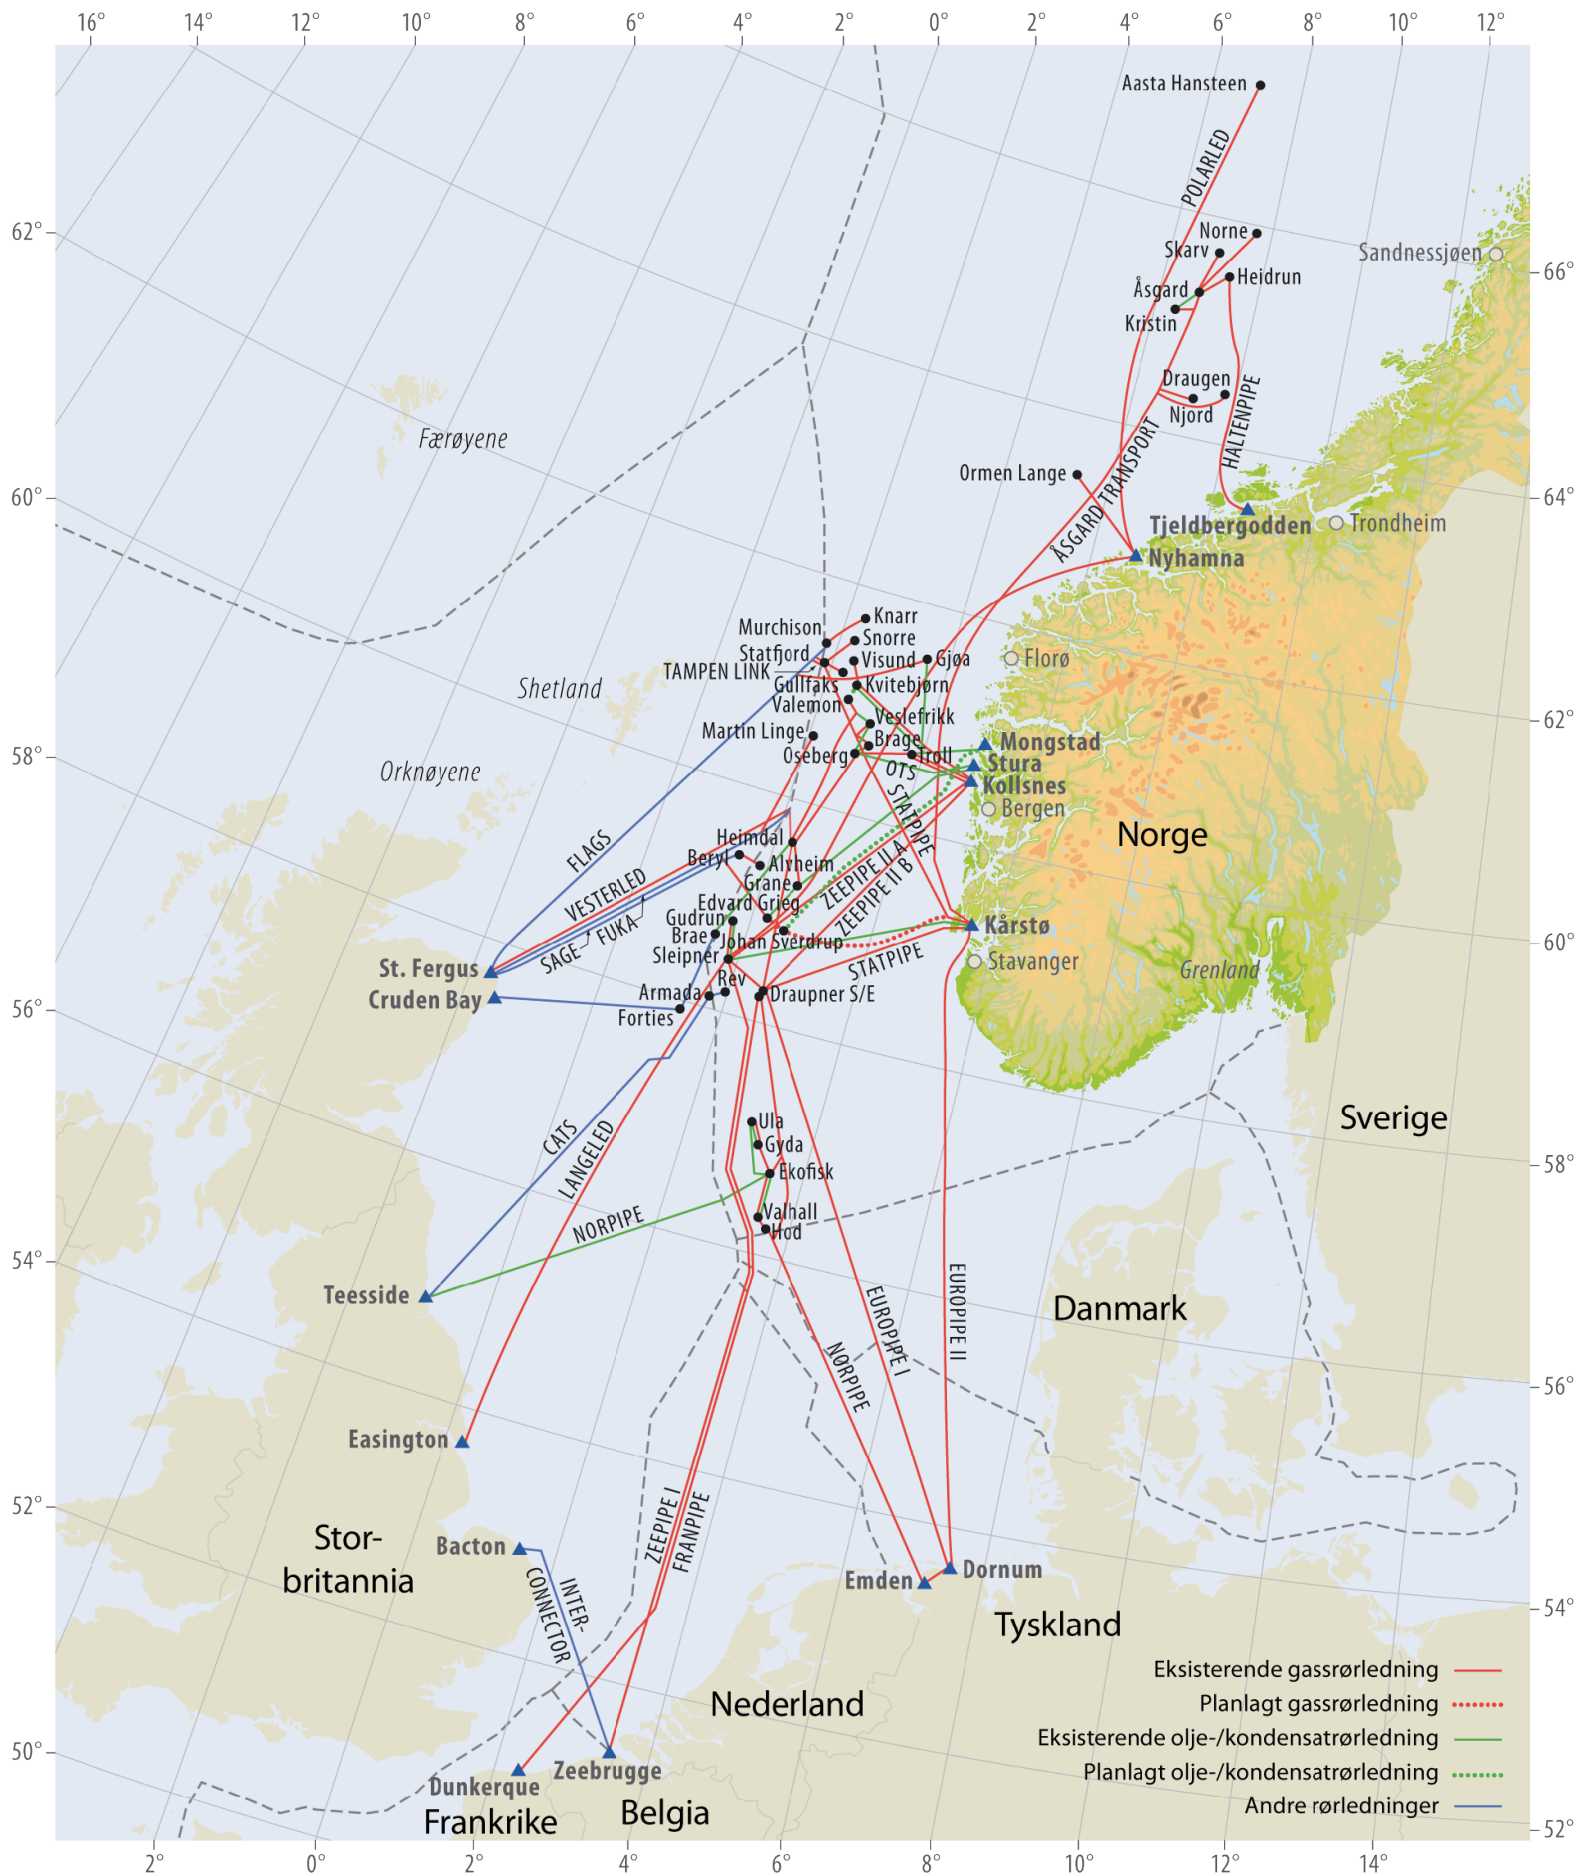 16°
14°
12°
10°
8°
6°
4°
2°
0°
2°
4°
6°
8°
10°
12°
Aasta Hansteen
POLARLED
62°
Norne
Skarv
Sandnessjøen
66°
Heidrun
Åsgard
Kristin
Draugen
Njord
HALTENPIPE
Færøyene
ÅSGARD TRANSPORT
Ormen Lange
60°
64°
Tjeldbergodden
Trondheim
Nyhamna
Knarr
Murchison
Snorre
Statfjord
Visund
Gjøa
Florø
TAMPEN LINK
Gullfaks
Kvitebjørn
Shetland
Valemon
Veslefrikk
62°
Martin Linge
Brage
Mongstad
Oseberg
Troll
58°
Stura
OTS
Orknøyene
Kollsnes
STATPIPE
Bergen
FLAGS
Heimdal
Norge
Beryl
Alvheim
Grane
ZEEPIPE II A
ZEEPIPE II B
VESTERLED
Edvard Grieg
Gudrun
SAGE
FUKA
Brae
Johan Sverdrup
Kårstø
60°
Sleipner
STATPIPE
Stavanger
Grenland
St. Fergus
Rev
Cruden Bay
Armada
Draupner S/E
56°
Forties
Ula
Sverige
CATS
LANGELED
Gyda
Ekofisk
58°
NORPIPE
Valhall
Hod
54°
Teesside
EUROPIPE II
Danmark
EUROPIPE I
NORPIPE
56°
Easington
52°
ZEEPIPE I
FRANPIPE
Stor-
britannia
Bacton
INTER-
CONNECTOR
Emden
Dornum
54°
Tyskland
Eksisterende gassrørledning
Planlagt gassrørledning
Nederland
Eksisterende olje-/kondensatrørledning
50°
Planlagt olje-/kondensatrørledning
Zeebrugge
Dunkerque
Andre rørledninger
Frankrike
Belgia
52°
2°
0°
2°
4°
6°
8°
10°
12°
14°